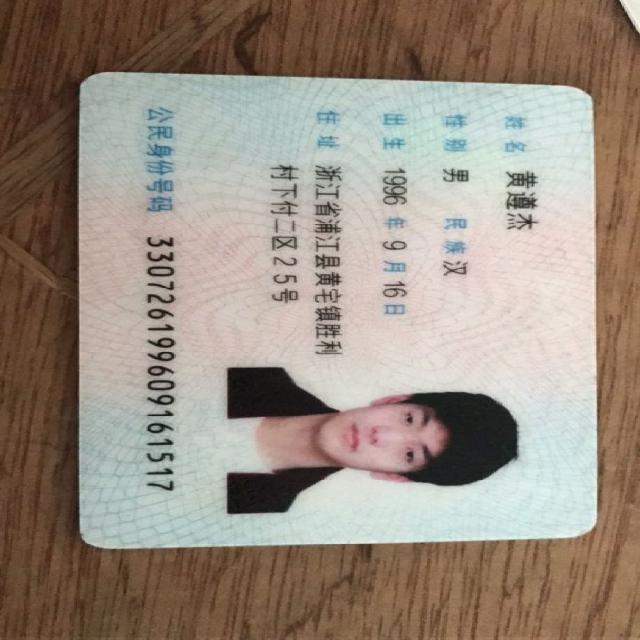 姓名 黄 杰
性别 男 民族 汉
出生 1996 年 9 月 16 日
住址 浙江省浦江县黄宅镇胜利
村下付二区25号
公民身份号码 330726199609161517